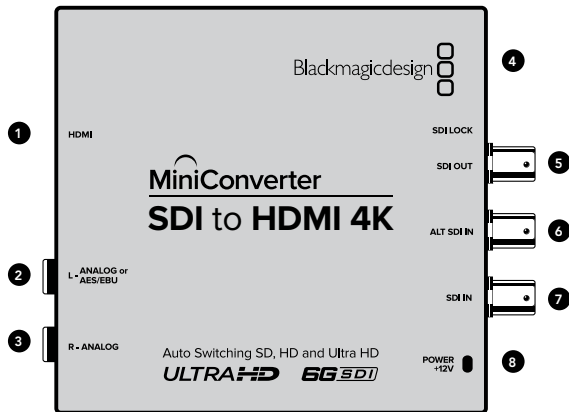 Blackmagicdesign
4
SDI LOCK
1
HDMI
SDI OUT
5
MiniConverter
SDI to HDMI 4K
ALT SDI IN
6
2
L - ANALOG or
AES/EBU
SDI IN
7
3
R - ANALOG
Auto Switching SD, HD and Ultra HD
ULTRAHD 6G SDI
POWER
+12V
8